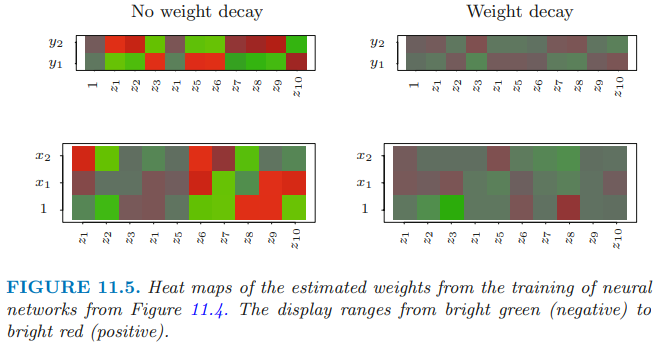 No weight decay
Weight decay
y2
y1
1 z1 z2 z3 z1 z5 z6 z7 z8 z9 z10
y2
y1
1 z1 z2 z3 z1 z5 z6 z7 z8 z9 z10
x2
x1
1
z1 z2 z3 z1 z5 z6 z7 z8 z9 z10
x2
x1
1
z1 z2 z3 z1 z5 z6 z7 z8 z9 z10
FIGURE 11.5. Heat maps of the estimated weights from the training of neural
networks from Figure 11.4. The display ranges from bright green (negative) to
bright red (positive).